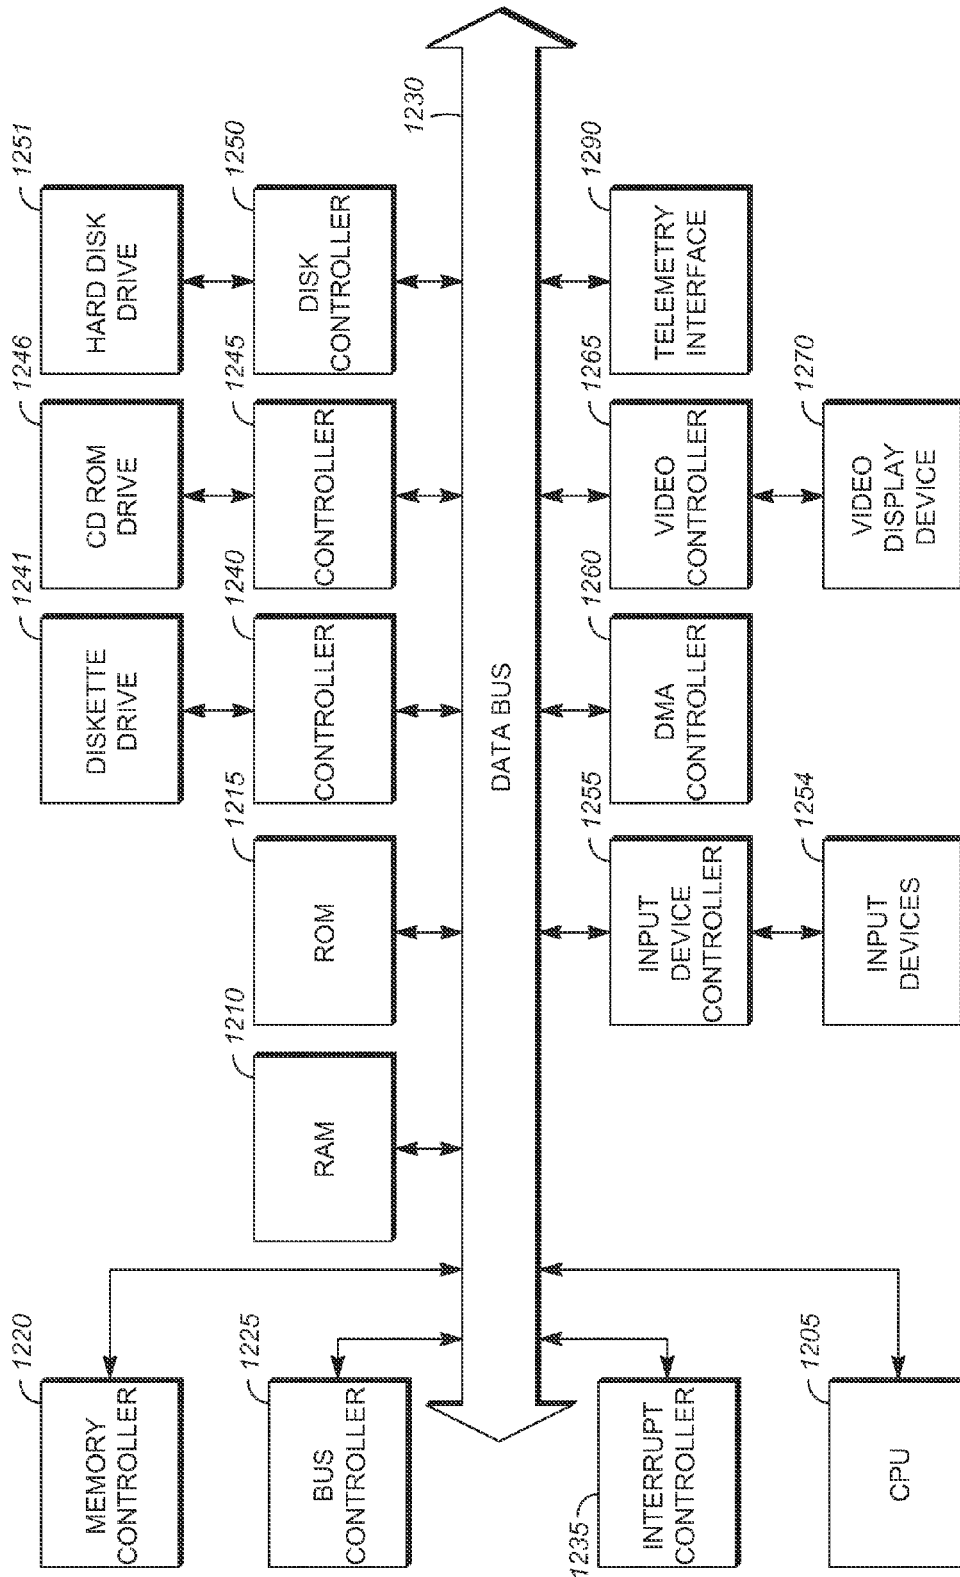 1220
MEMORY
CONTROLLER
1225
BUS
CONTROLLER
1235
INTERRUPT
CONTROLLER
1205
CPU
1210
RAM
1215
ROM
1241
DISKETTE
DRIVE
1246
CD ROM
DRIVE
1251
HARD DISK
DRIVE
1240
CONTROLLER
1245
CONTROLLER
1250
DISK
CONTROLLER
1230
DATA BUS
1255
INPUT
DEVICE
CONTROLLER
1260
DMA
CONTROLLER
1265
VIDEO
CONTROLLER
1290
TELEMETRY
INTERFACE
1254
INPUT
DEVICES
1270
VIDEO
DISPLAY
DEVICE